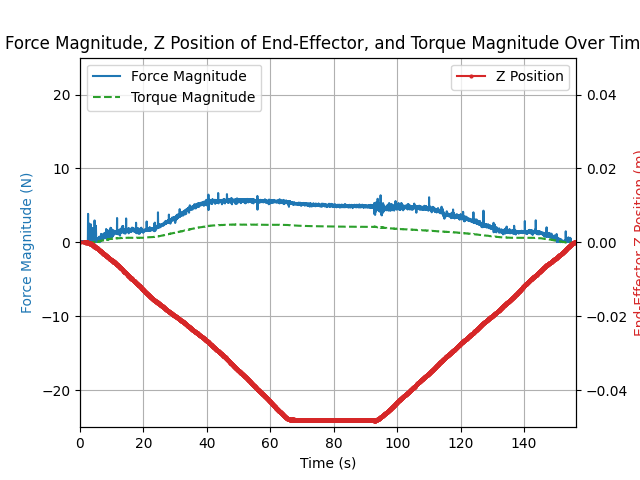 Force Magnitude, Z Position of End-Effector, and Torque Magnitude Over Tim
Force Magnitude
Torque Magnitude
Z Position
20
10
0
−10
−20
0.04
0.02
0.00
−0.02
−0.04
Force Magnitude (N)
End-Effector Z Position (m)
0 20 40 60 80 100 120 140
Time (s)